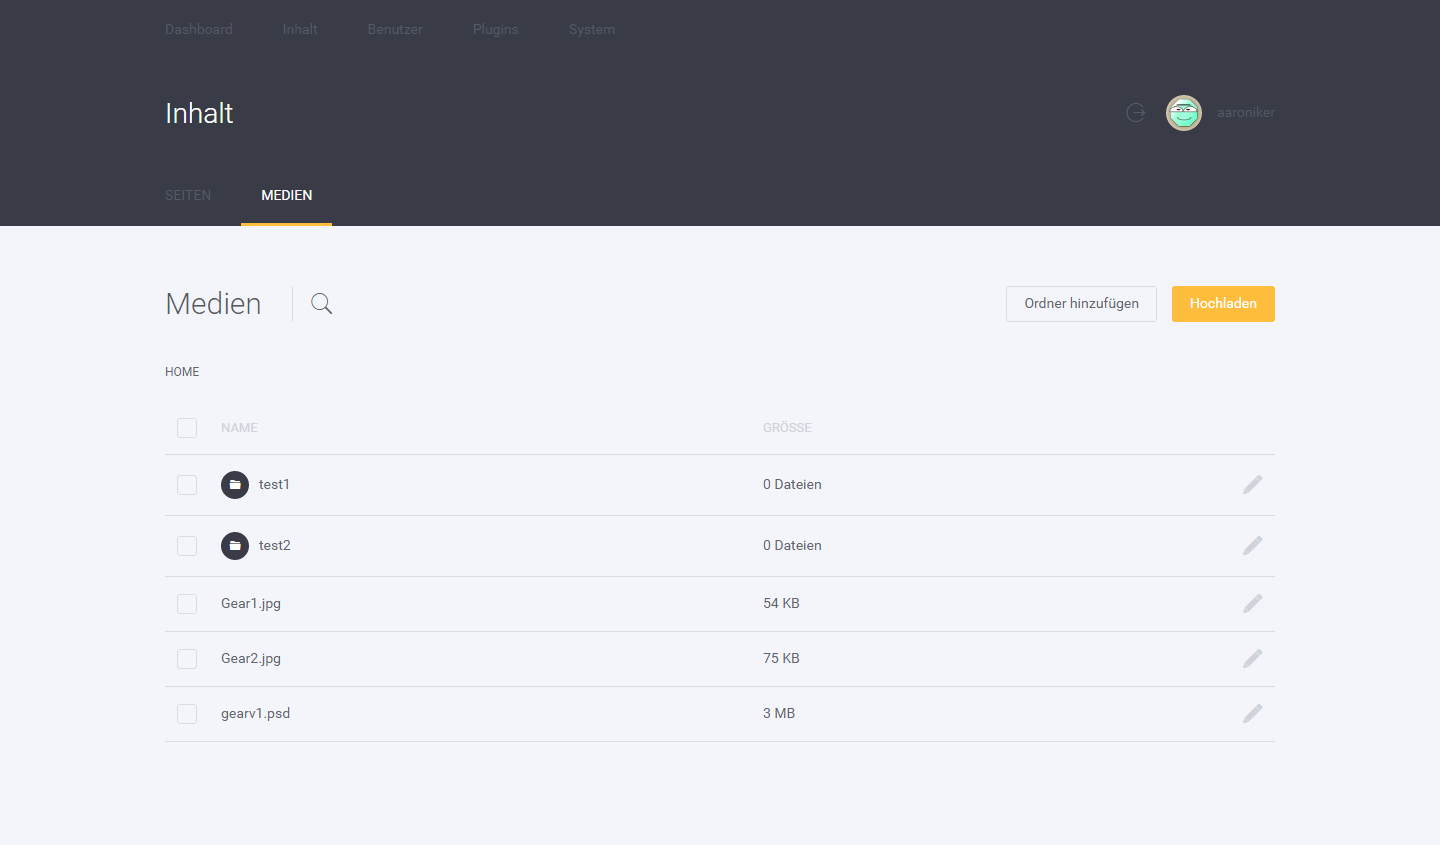 Dashboard Inhalt Benutzer Plugins System
Inhalt
aaroniker
SEITEN MEDIEN
Medien
Ordner hinzufügen Hochladen
HOME
NAME GRÖSSE
test1 0 Dateien
test2 0 Dateien
Gear1.jpg 54 KB
Gear2.jpg 75 KB
gearv1.psd 3 MB